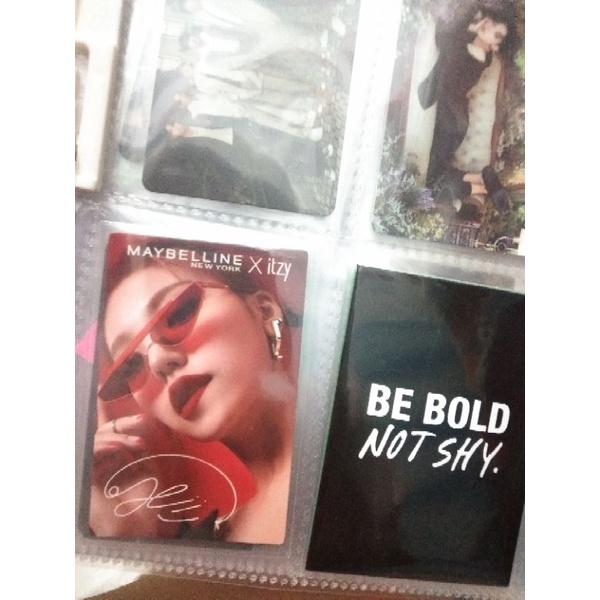 MAYBELLINE
NEW YORK X itzy
BE BOLD
NOT SHY.